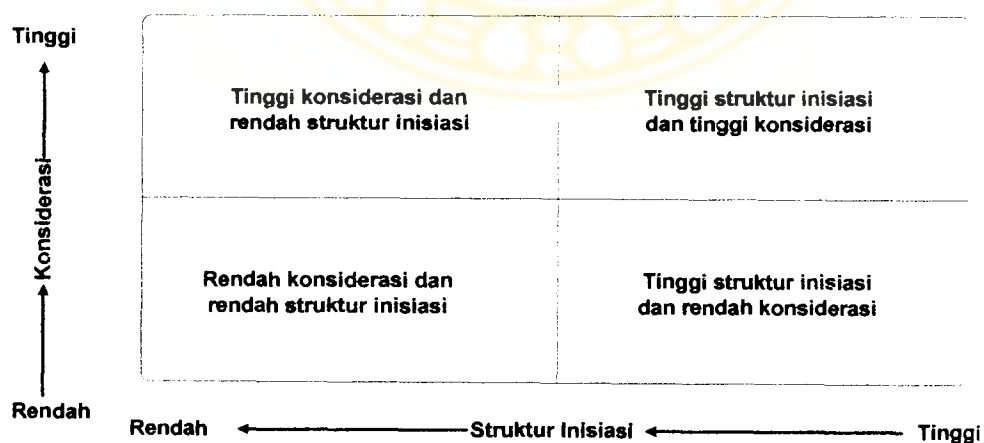 Tinggi
Tinggi konsiderasi dan
rendah struktur inisiasi
Tinggi struktur inisiasi
dan tinggi konsiderasi
Konsiderasi
Rendah konsiderasi dan
rendah struktur inisiasi
Tinggi struktur inisiasi
dan rendah konsiderasi
Rendah
Rendah
Struktur Inisiasi
Tinggi